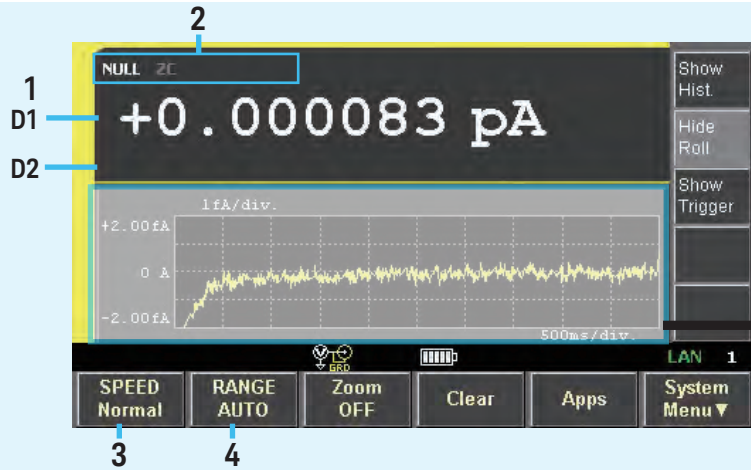 2
NULL ZC
1
D1
+0.000083 pA
D2
Show
Hist.
Hide
Roll
Show
Trigger
1fA/div.
+2.00fA
0 A
-2.00fA
500ms/div.
GRD
LAN 1
SPEED
Normal
RANGE
AUTO
Zoom
OFF
Clear
Apps
System
Menu▼
3
4